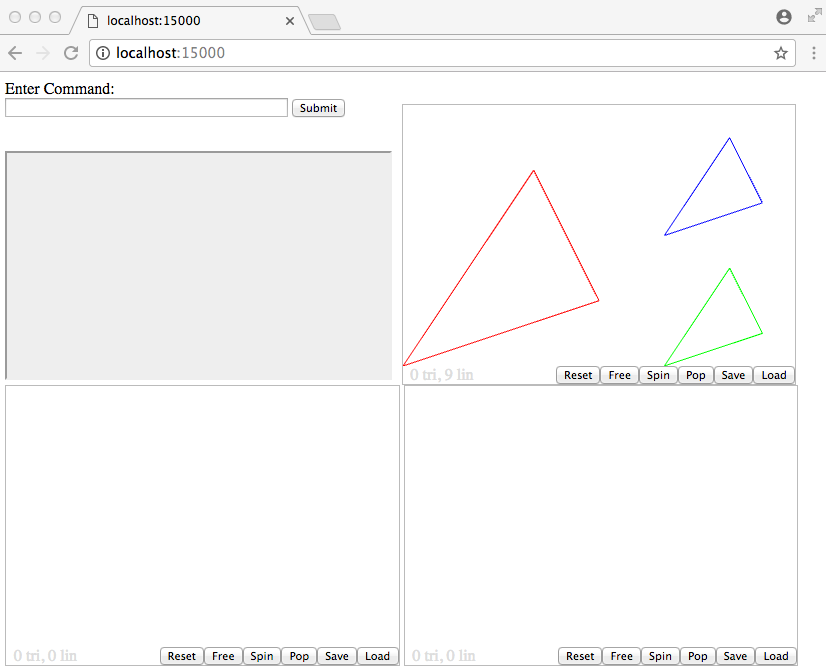 localhost:15000
localhost:15000
Enter Command:
Submit
0 tri, 9 lin Reset Free Spin Pop Save Load
0 tri, 0 lin Reset Free Spin Pop Save Load
0 tri, 0 lin Reset Free Spin Pop Save Load